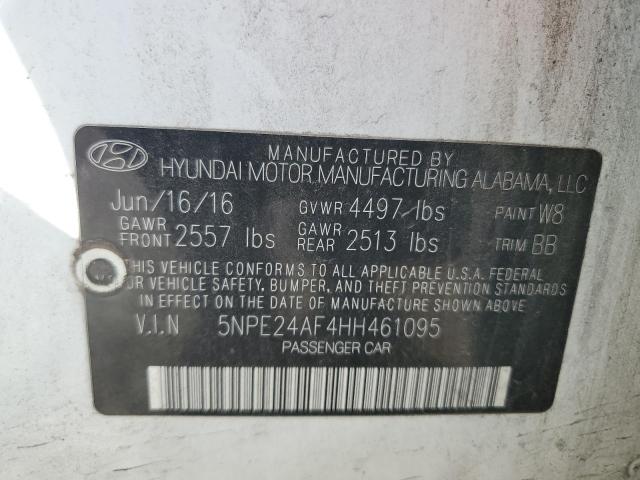 MANUFACTURED BY
HYUNDAI MOTOR MANUFACTURING ALABAMA, LLC
Jun/16/16 GVWR 4497/lbs PAINT W8
GAWR FRONT 2557 lbs GAWR REAR 2513 lbs TRIM BB
THIS VEHICLE CONFORMS TO ALL APPLICABLE U.S.A. FEDERAL
MOTOR VEHICLE SAFETY, BUMPER, AND THEFT PREVENTION STANDARDS
IN EFFECT ON THE DATE OF MANUFACTURE SHOWN ABOVE.
V.I.N 5NPE24AF4HH461095
PASSENGER CAR